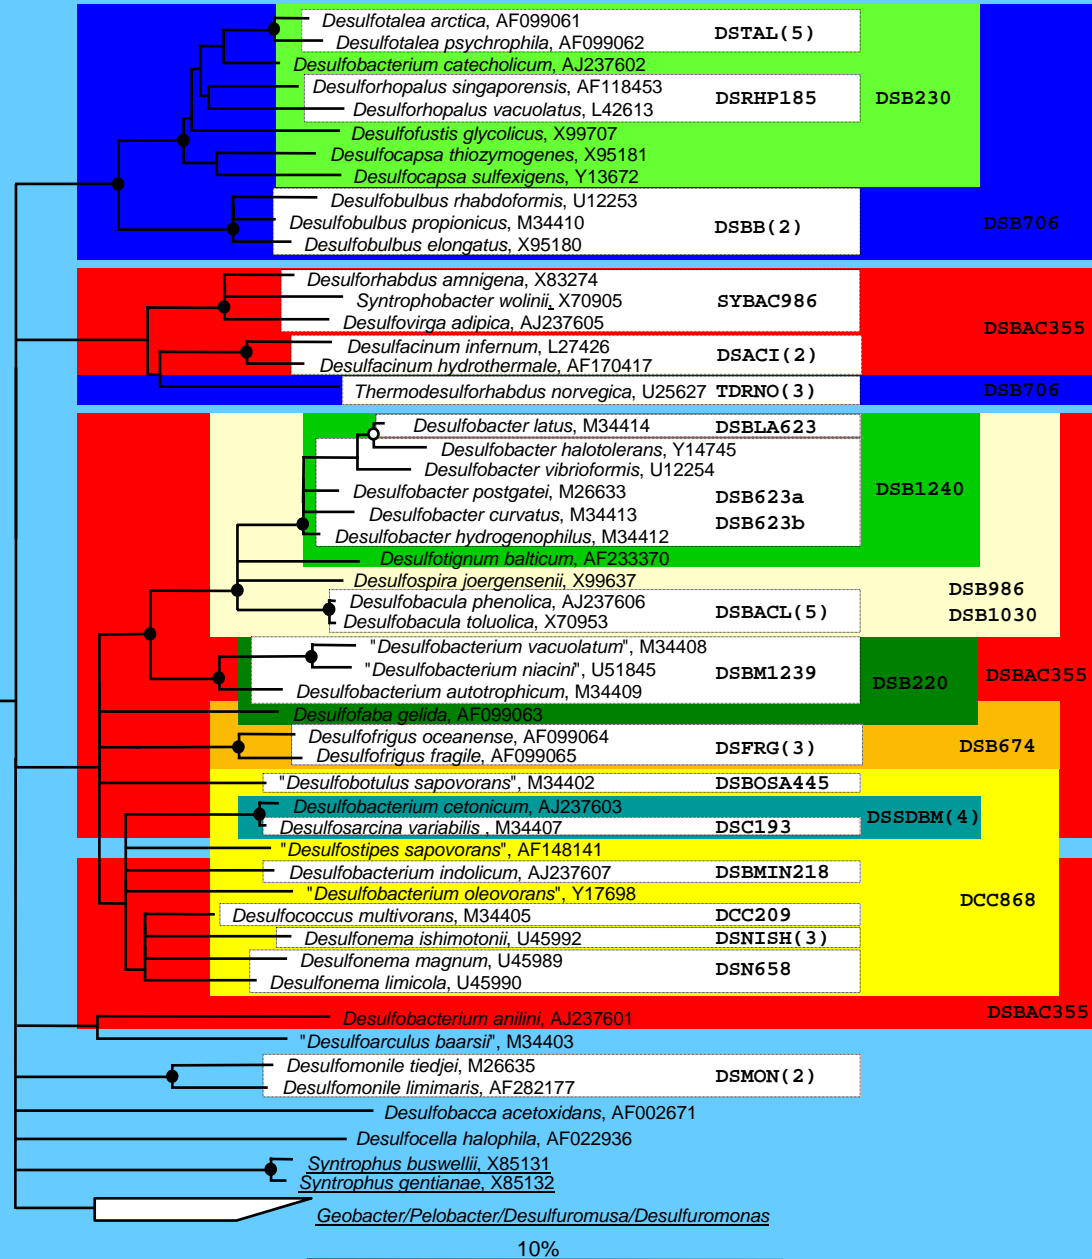 Desulfotalea arctica, AF099061
Desulfotalea psychrophila, AF099062
DSTAL(5)
Desulfobacterium catecholicum, AJ237602
Desulforhopalus singaporensis, AF118453
Desulforhopalus vacuolatus, L42613
DSRHP185
DSB230
Desulfofustis glycolicus, X99707
Desulfocapsa thiozymogenes, X95181
Desulfocapsa sulfexigens, Y13672
Desulfobulbus rhabdoformis, U12253
Desulfobulbus propionicus, M34410
Desulfobulbus elongatus, X95180
DSBB(2)
DSB706
Desulforhabdus amnigena, X83274
Syntrophobacter wolinii, X70905
Desulfovirga adipica, AJ237605
SYBAC986
DSBAC355
Desulfacinum infernum, L27426
Desulfacinum hydrothermale, AF170417
DSACI(2)
Thermodesulforhabdus norvegica, U25627
TDRNO(3)
DSB706
Desulfobacter latus, M34414
DSBLA623
Desulfobacter halotolerans, Y14745
Desulfobacter vibrioformis, U12254
Desulfobacter postgatei, M26633
Desulfobacter curvatus, M34413
Desulfobacter hydrogenophilus, M34412
DSB623a
DSB623b
DSB1240
Desulfotignum balticum, AF233370
Desulfospira joergensenii, X99637
Desulfobacula phenolica, AJ237606
Desulfobacula toluolica, X70953
DSBACL(5)
DSB986
DSB1030
"Desulfobacterium vacuolatum", M34408
"Desulfobacterium niacini", U51845
Desulfobacterium autotrophicum, M34409
DSBM1239
DSB220
DSBAC355
Desulfofaba gelida, AF099063
Desulfofrigus oceanense, AF099064
Desulfofrigus fragile, AF099065
DSFRG(3)
DSB674
"Desulfobotulus sapovorans", M34402
DSBOSA445
Desulfobacterium cetonicum, AJ237603
Desulfosarcina variabilis , M34407
DSC193
DSSDBM(4)
"Desulfostipes sapovorans", AF148141
Desulfobacterium indolicum, AJ237607
DSBMIN218
"Desulfobacterium oleovorans", Y17698
DCC868
Desulfococcus multivorans, M34405
DCC209
Desulfonema ishimotonii, U45992
DSNISH(3)
Desulfonema magnum, U45989
Desulfonema limicola, U45990
DSN658
DSBAC355
Desulfobacterium anilini, AJ237601
"Desulfoarculus baarsii", M34403
Desulfomonile tiedjei, M26635
Desulfomonile limimaris, AF282177
DSMON(2)
Desulfobacca acetoxidans, AF002671
Desulfocella halophila, AF022936
Syntrophus buswellii, X85131
Syntrophus gentianae, X85132
Geobacter/Pelobacter/Desulfuromusa/Desulfuromonas
10%